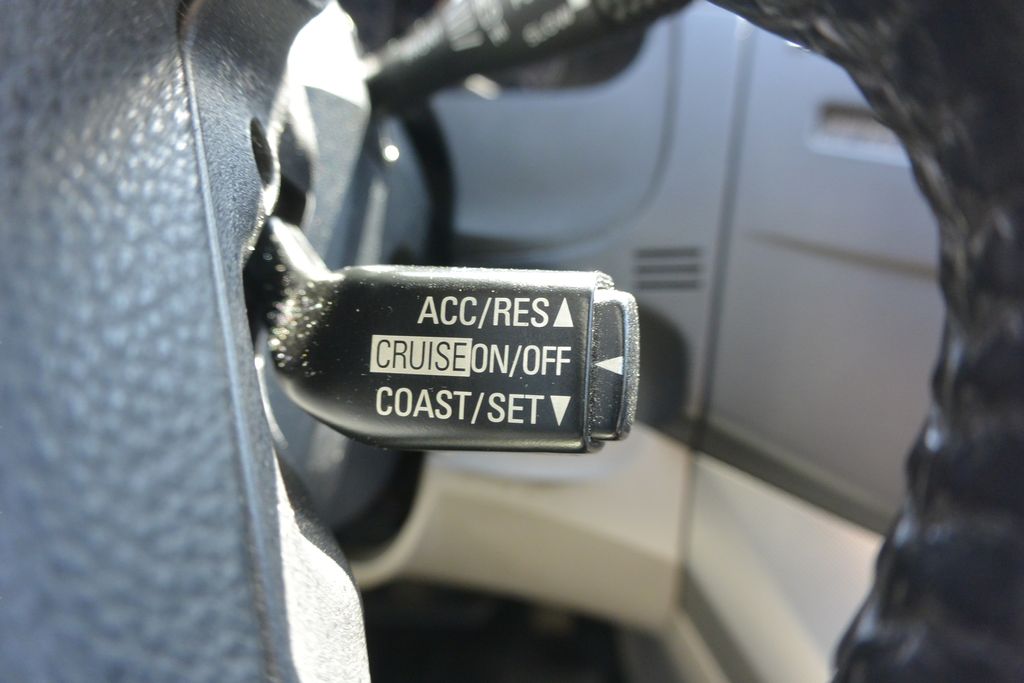 ACC/RES▲
CRUISE ON/OFF ◀
COAST/SET▼